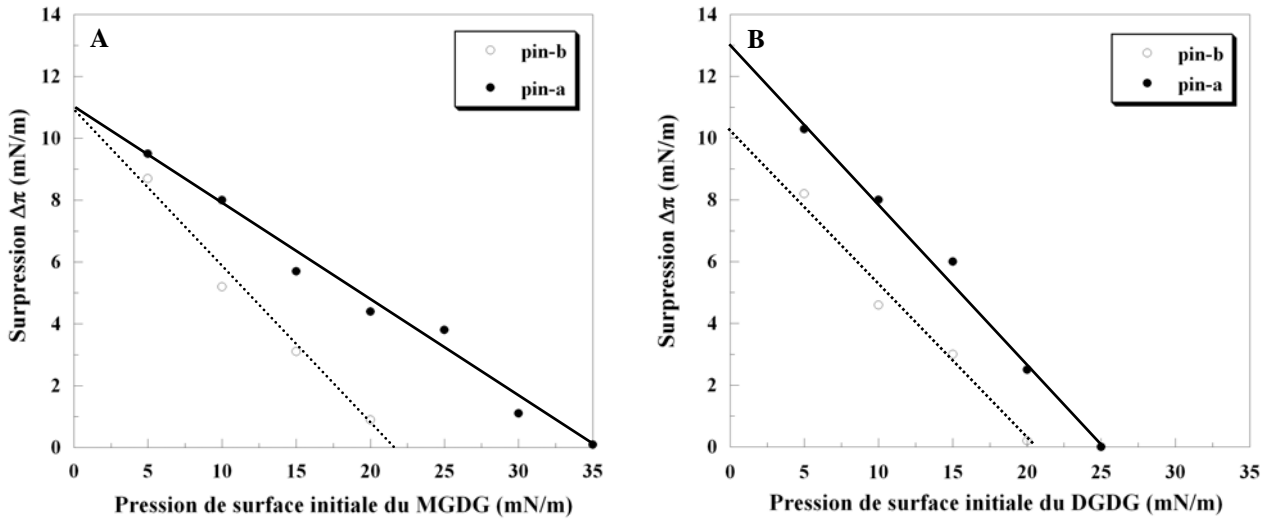 A
pin-b
pin-a
14
12
10
8
6
4
2
0
Surpression Δπ (mN/m)
0 5 10 15 20 25 30 35
Pression de surface initiale du MGDG (mN/m)
B
pin-b
pin-a
14
12
10
8
6
4
2
0
Surpression Δπ (mN/m)
0 5 10 15 20 25 30 35
Pression de surface initiale du DGDG (mN/m)